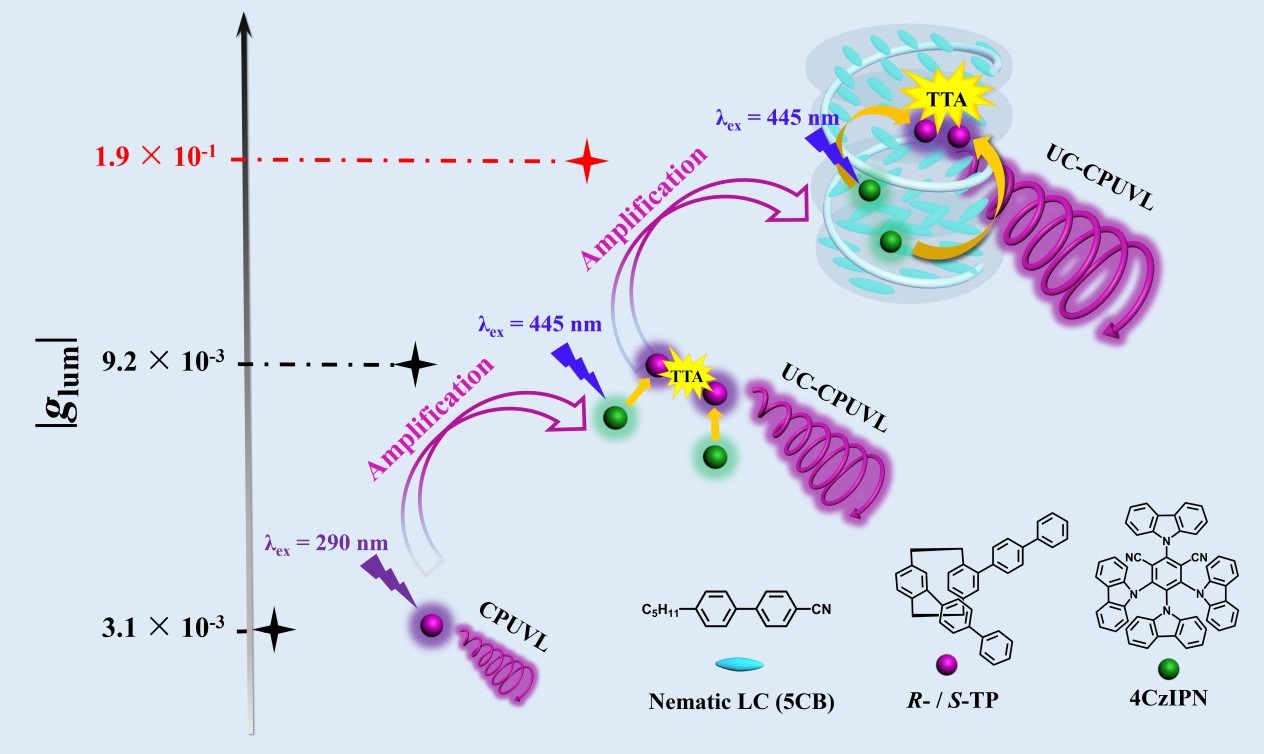 TTA
λex = 445 nm
UC-CPUVL
1.9 × 10-1
Amplification
λex = 445 nm
|glum|
9.2 × 10-3
TTA
UC-CPUVL
Amplification
λex = 290 nm
CPUVL
3.1 × 10-3
C5H11
CN
N
NC
CN
N
N
N
Nematic LC (5CB)
R- / S-TP
4CzIPN